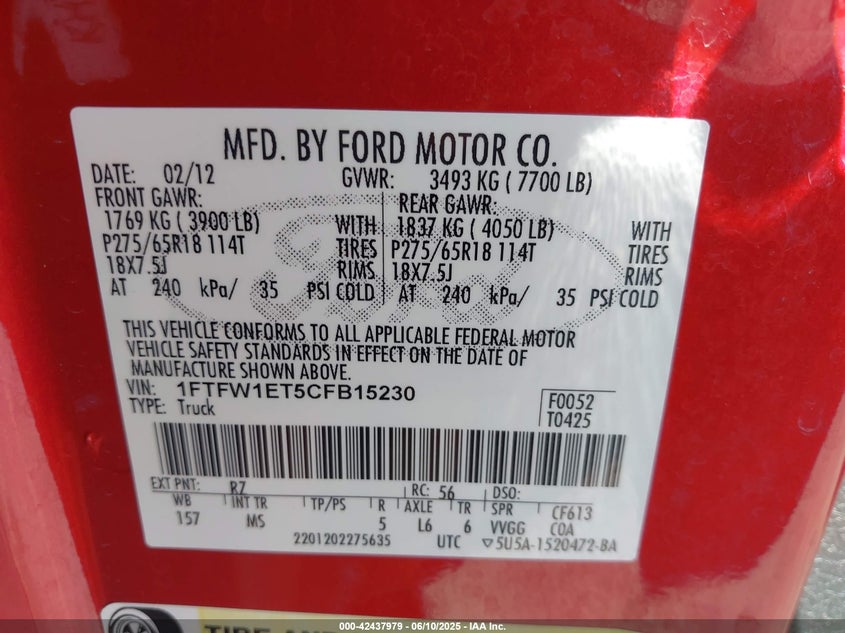 MFD. BY FORD MOTOR CO.
DATE: 02/12 GVWR: 3493 KG ( 7700 LB)
FRONT GAWR: REAR GAWR:
1769 KG ( 3900 LB) WITH 1837 KG ( 4050 LB) WITH
P275/65R18 114T TIRES P275/65R18 114T TIRES
18X7.5J RIMS 18X7.5J RIMS
AT 240 kPa/ 35 PSI COLD AT 240 kPa/ 35 PSI COLD
Ford
THIS VEHICLE CONFORMS TO ALL APPLICABLE FEDERAL MOTOR
VEHICLE SAFETY STANDARDS IN EFFECT ON THE DATE OF
MANUFACTURE SHOWN ABOVE.
VIN: 1FTFW1ET5CFB15230 F0052
TYPE: Truck T0425
EXT PNT: R7 RC: 56 DSO:
WB INT TR TP/PS R AXLE TR SPR CF613
157 MS 5 L6 6 VVGG COA
2201202275635 UTC ▽5U5A-1520472-BA
TIRE AND
000-42437979 - 06/10/2025 - IAA Inc.